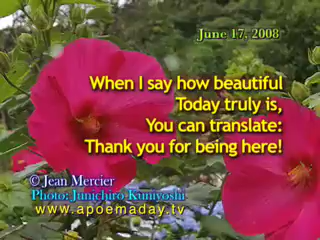 June 17, 2008
When I say how beautiful
Today truly is,
You can translate:
Thank you for being here!
© Jean Mercier
Photo: Junichiro Kuniyoshi
www.apoemaday.tv